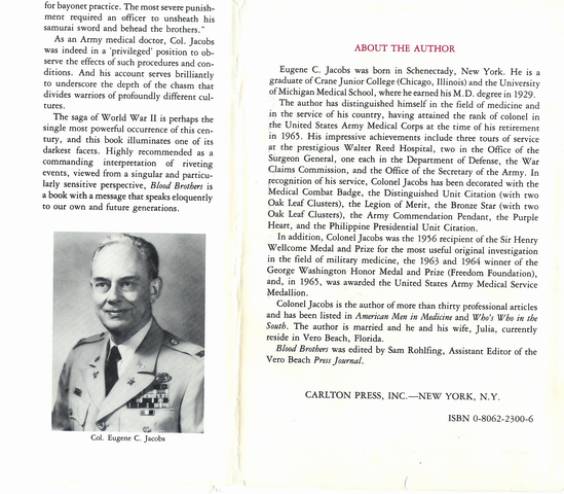 for bayonet practice. The most severe punish-
ment required an officer to unsheath his
samurai sword and behead the brothers."
As an Army medical doctor, Col. Jacobs
was indeed in a 'privileged' position to ob-
serve the effects of such procedures and con-
ditions. And his account serves brilliantly
to underscore the depth of the chasm that
divides warriors of profoundly different cul-
tures.
The saga of World War II is perhaps the
single most powerful occurrence of this cen-
tury, and this book illuminates one of its
darkest facets. Highly recommended as a
commanding interpretation of riveting
events, viewed from a singular and particu-
larly sensitive perspective, Blood Brothers is
a book with a message that speaks eloquently
to our own and future generations.
Col. Eugene C. Jacobs
ABOUT THE AUTHOR
Eugene C. Jacobs was born in Schenectady, New York. He is a
graduate of Crane Junior College (Chicago, Illinois) and the University
of Michigan Medical School, where he earned his M.D. degree in 1929.
The author has distinguished himself in the field of medicine and
in the service of his country, having attained the rank of colonel in
the United States Army Medical Corps at the time of his retirement
in 1965. His impressive achievements include three tours of service
at the prestigious Walter Reed Hospital, two in the Office of the
Surgeon General, one each in the Department of Defense, the War
Claims Commission, and the Office of the Secretary of the Army. In
recognition of his service, Colonel Jacobs has been decorated with the
Medical Combat Badge, the Distinguished Unit Citation (with two
Oak Leaf Clusters), the Legion of Merit, the Bronze Star (with two
Oak Leaf Clusters), the Army Commendation Pendant, the Purple
Heart, and the Philippine Presidential Unit Citation.
In addition, Colonel Jacobs was the 1956 recipient of the Sir Henry
Wellcome Medal and Prize for the most useful original investigation
in the field of military medicine, the 1963 and 1964 winner of the
George Washington Honor Medal and Prize (Freedom Foundation),
and, in 1965, was awarded the United States Army Medical Service
Medallion.
Colonel Jacobs is the author of more than thirty professional articles
and has been listed in American Men in Medicine and Who's Who in the
South. The author is married and he and his wife, Julia, currently
reside in Vero Beach, Florida.
Blood Brothers was edited by Sam Rohlfing, Assistant Editor of the
Vero Beach Press Journal.
CARLTON PRESS, INC.—NEW YORK, N.Y.
ISBN 0-8062-2300-6